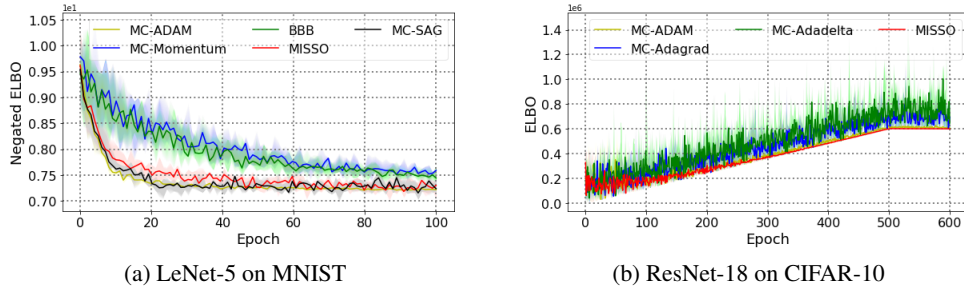 1e1
MC-ADAM BBB MC-SAG
MC-Momentum MISSO
Negated ELBO
1.05
1.00
0.95
0.90
0.85
0.80
0.75
0.70
0 20 40 60 80 100
Epoch
(a) LeNet-5 on MNIST
1e6
MC-ADAM MC-Adadelta MISSO
MC-Adagrad
ELBO
1.4
1.2
1.0
0.8
0.6
0.4
0.2
0.0
0 100 200 300 400 500 600
Epoch
(b) ResNet-18 on CIFAR-10